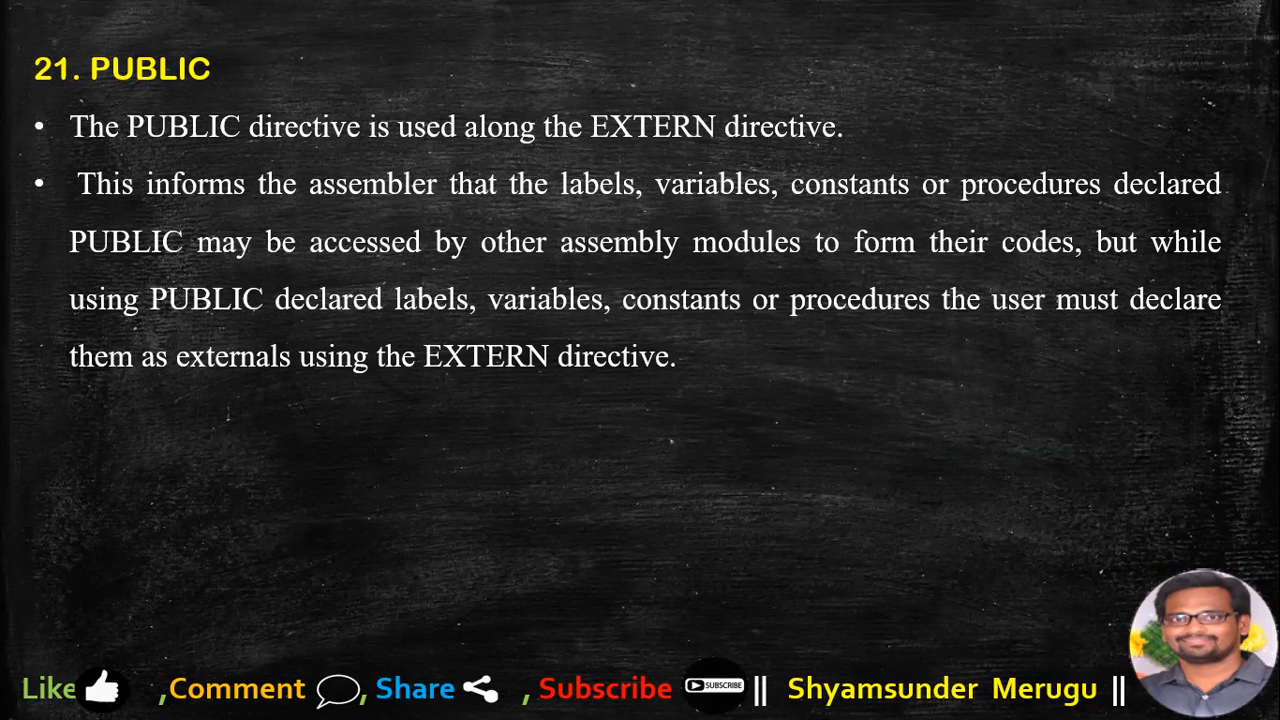 21. PUBLIC
• The PUBLIC directive is used along the EXTERN directive.
• This informs the assembler that the labels, variables, constants or procedures declared
PUBLIC may be accessed by other assembly modules to form their codes, but while
using PUBLIC declared labels, variables, constants or procedures the user must declare
them as externals using the EXTERN directive.
Like ,Comment , Share , Subscribe SUBSCRIBE || Shyamsunder Merugu ||